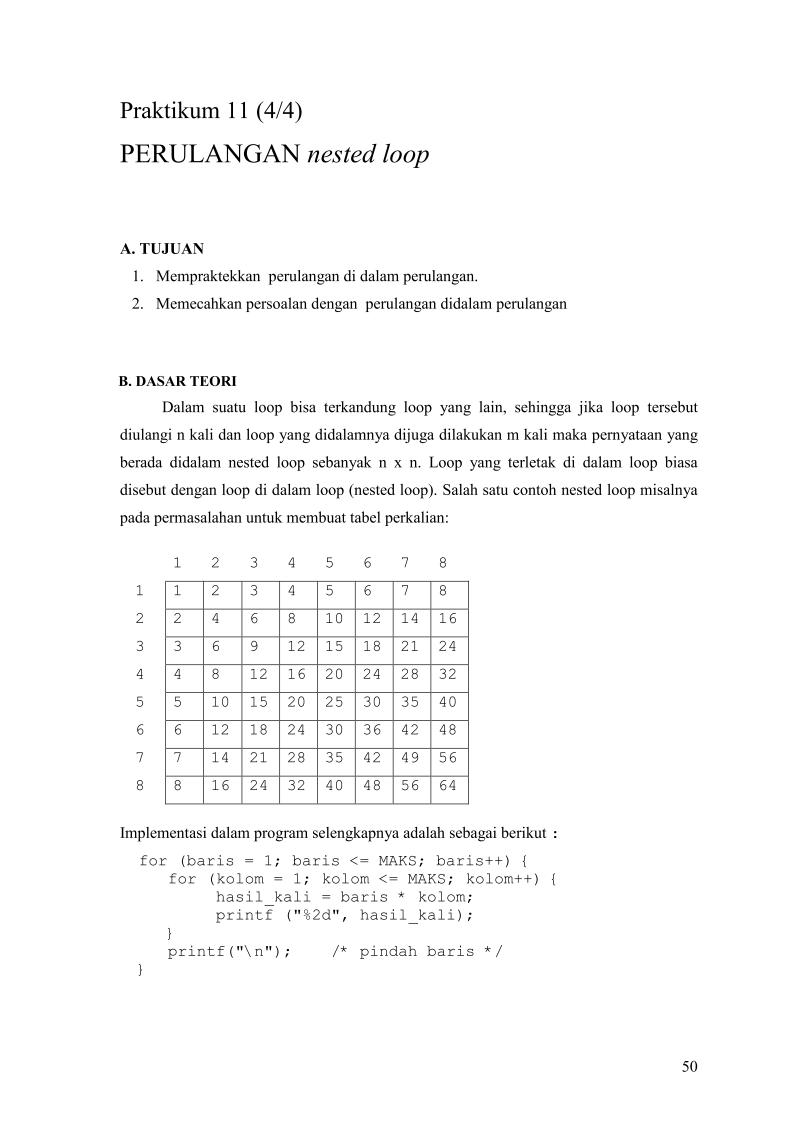 Praktikum 11 (4/4)
PERULANGAN nested loop
A. TUJUAN
1. Mempraktekkan perulangan di dalam perulangan.
2. Memecahkan persoalan dengan perulangan didalam perulangan
B. DASAR TEORI
Dalam suatu loop bisa terkandung loop yang lain, sehingga jika loop tersebut
diulangi n kali dan loop yang didalamnya dijuga dilakukan m kali maka pernyataan yang
berada didalam nested loop sebanyak n x n. Loop yang terletak di dalam loop biasa
disebut dengan loop di dalam loop (nested loop). Salah satu contoh nested loop misalnya
pada permasalahan untuk membuat tabel perkalian:
1 2 3 4 5 6 7 8
1 1 2 3 4 5 6 7 8
2 2 4 6 8 10 12 14 16
3 3 6 9 12 15 18 21 24
4 4 8 12 16 20 24 28 32
5 5 10 15 20 25 30 35 40
6 6 12 18 24 30 36 42 48
7 7 14 21 28 35 42 49 56
8 8 16 24 32 40 48 56 64
Implementasi dalam program selengkapnya adalah sebagai berikut :
for (baris = 1; baris <= MAKS; baris++) {
for (kolom = 1; kolom <= MAKS; kolom++) {
hasil_kali = baris * kolom;
printf ("%2d", hasil_kali);
}
printf("\n"); /* pindah baris */
}
50